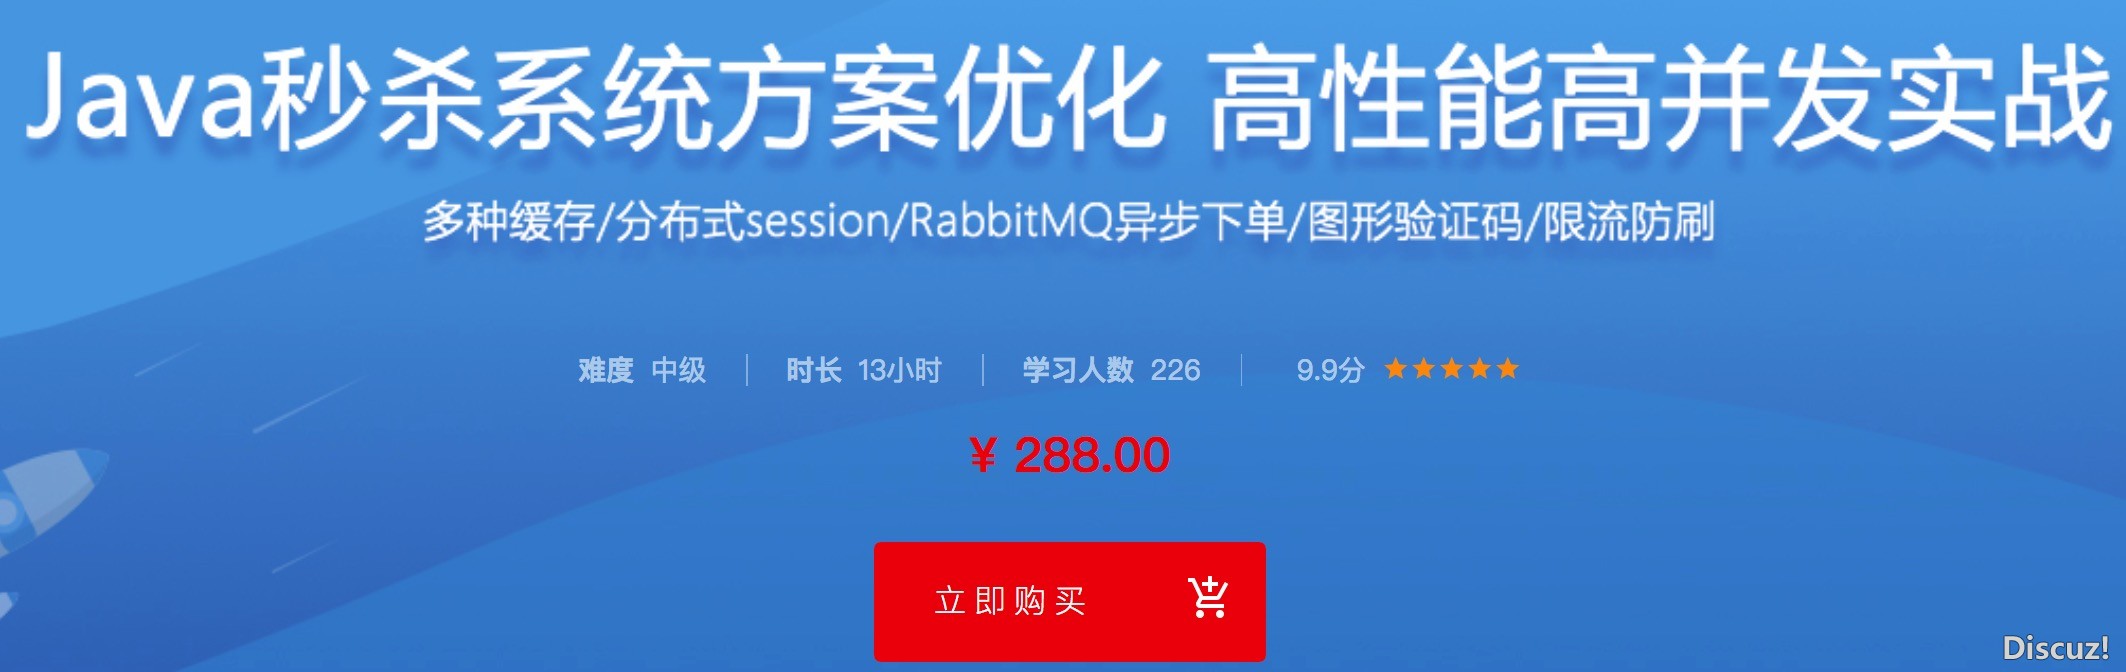 Java秒杀系统方案优化 高性能高并发实战
多种缓存/分布式session/RabbitMQ异步下单/图形验证码/限流防刷
难度 中级 时长 13小时 学习人数 226 9.9分
¥ 288.00
立即购买
Discuz!